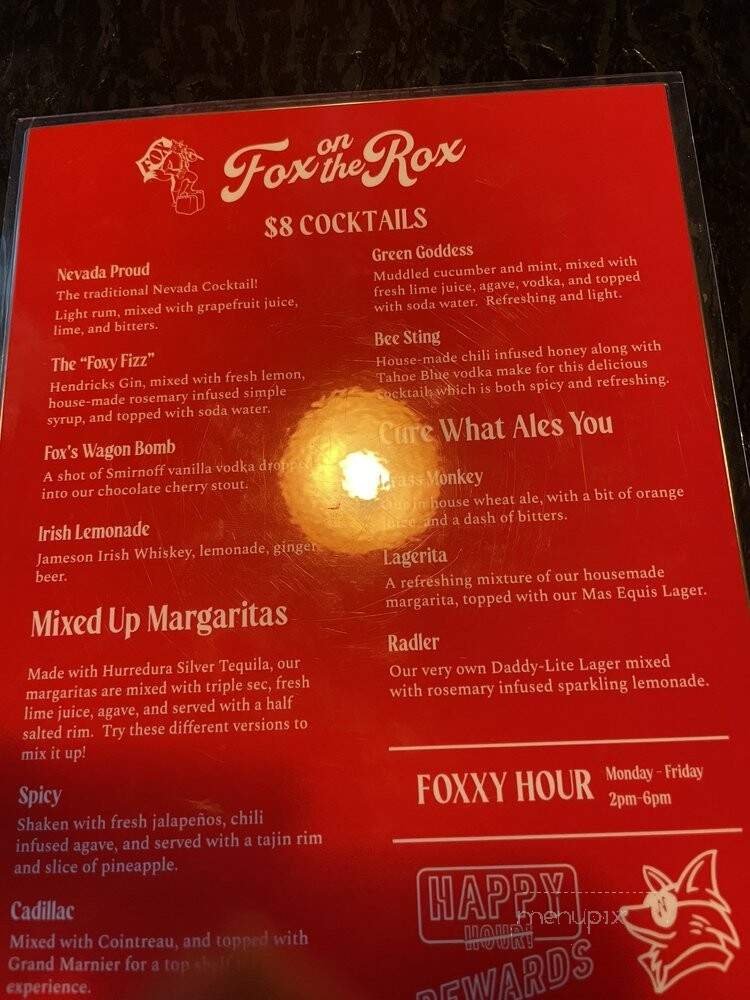 FOX
Fox on the Rox
$8 COCKTAILS
Nevada Proud
The traditional Nevada Cocktail!
Light rum, mixed with grapefruit juice,
lime, and bitters.
The “Foxy Fizz”
Hendricks Gin, mixed with fresh lemon,
house-made rosemary infused simple
syrup, and topped with soda water.
Fox's Wagon Bomb
A shot of Smirnoff vanilla vodka dropped
into our chocolate cherry stout.
Irish Lemonade
Jameson Irish Whiskey, lemonade, ginger
beer.
Mixed Up Margaritas
Made with Hurredura Silver Tequila, our
margaritas are mixed with triple sec, fresh
lime juice, agave, and served with a half
salted rim. Try these different versions to
mix it up!
Spicy
Shaken with fresh jalapeños, chili
infused agave, and served with a tajin rim
and slice of pineapple.
Cadillac
Mixed with Cointreau, and topped with
Grand Marnier for a top shelf
experience.
Green Goddess
Muddled cucumber and mint, mixed with
fresh lime juice, agave, vodka, and topped
with soda water. Refreshing and light.
Bee Sting
House-made chili infused honey along with
Tahoe Blue vodka make for this delicious
cocktail, which is both spicy and refreshing.
Cure What Ales You
Brass Monkey
Our in house wheat ale, with a bit of orange
juice, and a dash of bitters.
Lagerita
A refreshing mixture of our housemade
margarita, topped with our Mas Equis Lager.
Radler
Our very own Daddy-Lite Lager mixed
with rosemary infused sparkling lemonade.
FOXXY HOUR
Monday - Friday
2pm-6pm
HAPPY
HOUR!
REWARDS
menupix